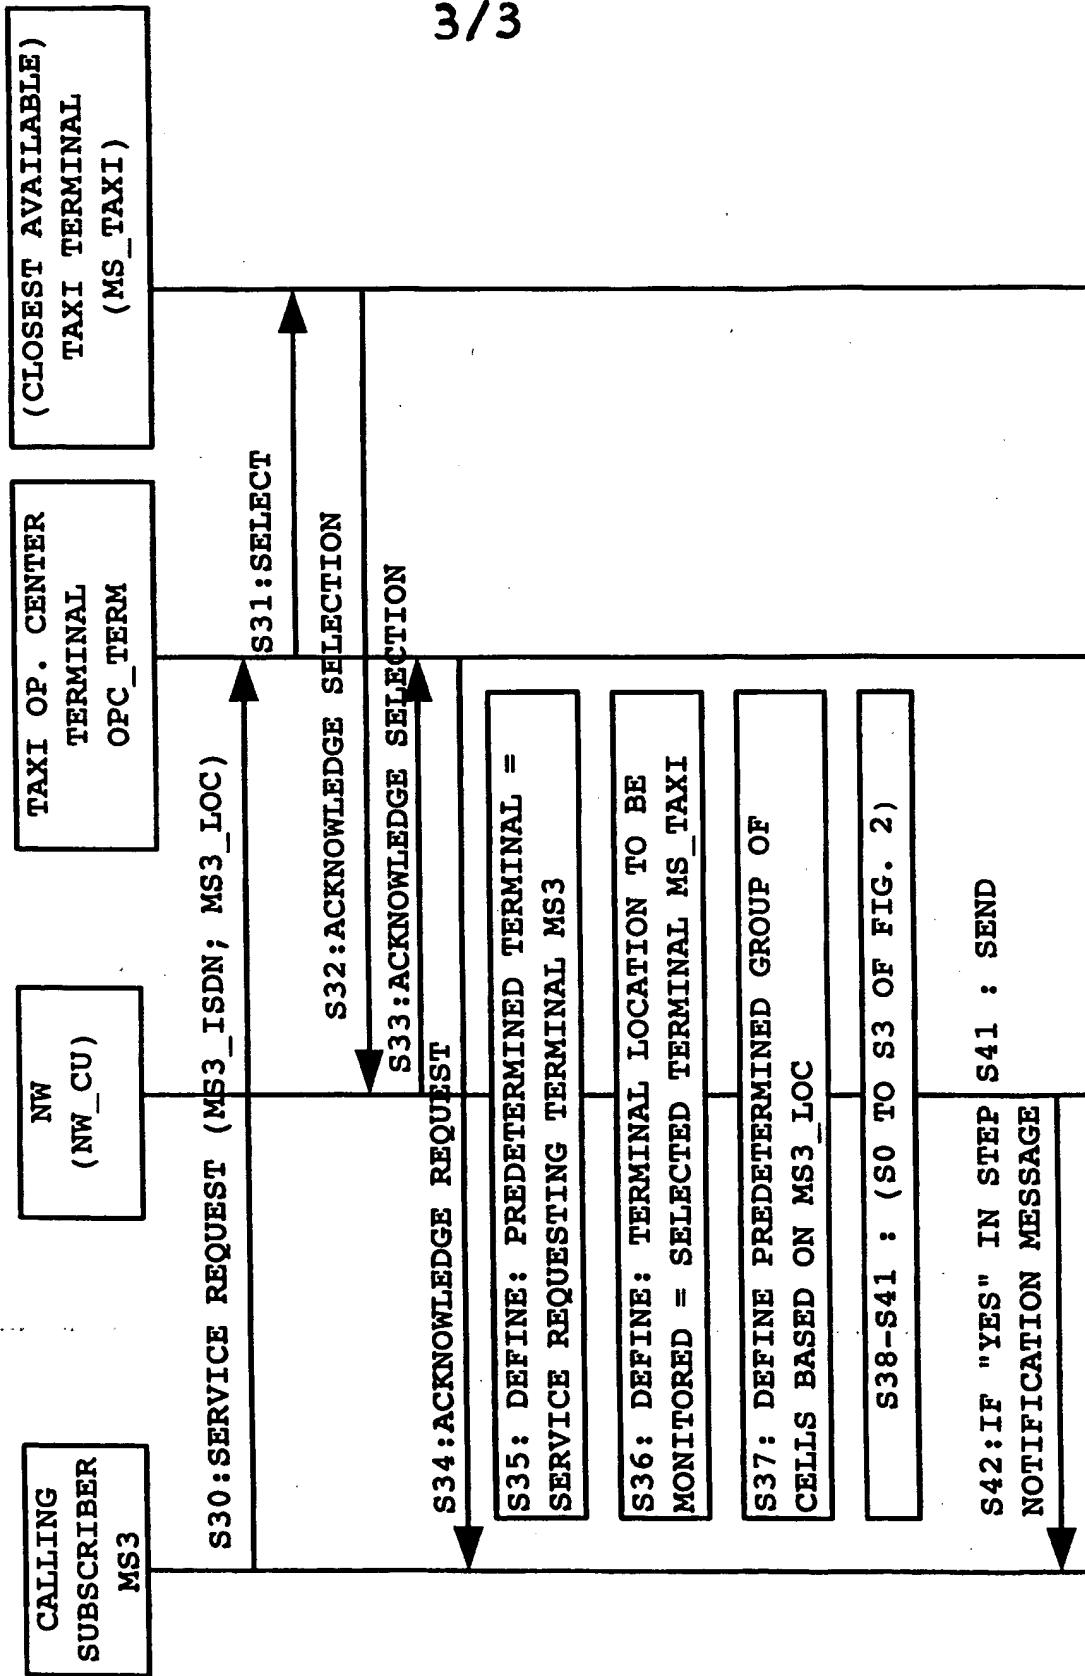 3/3
CALLING
SUBSCRIBER
MS3
NW
(NW_CU)
TAXI OP. CENTER
TERMINAL
OPC_TERM
(CLOSEST AVAILABLE)
TAXI TERMINAL
(MS_TAXI)
S30:SERVICE REQUEST (MS3_ISDN; MS3_LOC)
S31:SELECT
S32:ACKNOWLEDGE SELECTION
S33:ACKNOWLEDGE SELECTION
S34:ACKNOWLEDGE REQUEST
S35: DEFINE: PREDETERMINED TERMINAL =
SERVICE REQUESTING TERMINAL MS3
S36: DEFINE: TERMINAL LOCATION TO BE
MONITORED = SELECTED TERMINAL MS_TAXI
S37: DEFINE PREDETERMINED GROUP OF
CELLS BASED ON MS3_LOC
S38-S41 : (S0 TO S3 OF FIG. 2)
S42:IF "YES" IN STEP S41 : SEND
NOTIFICATION MESSAGE